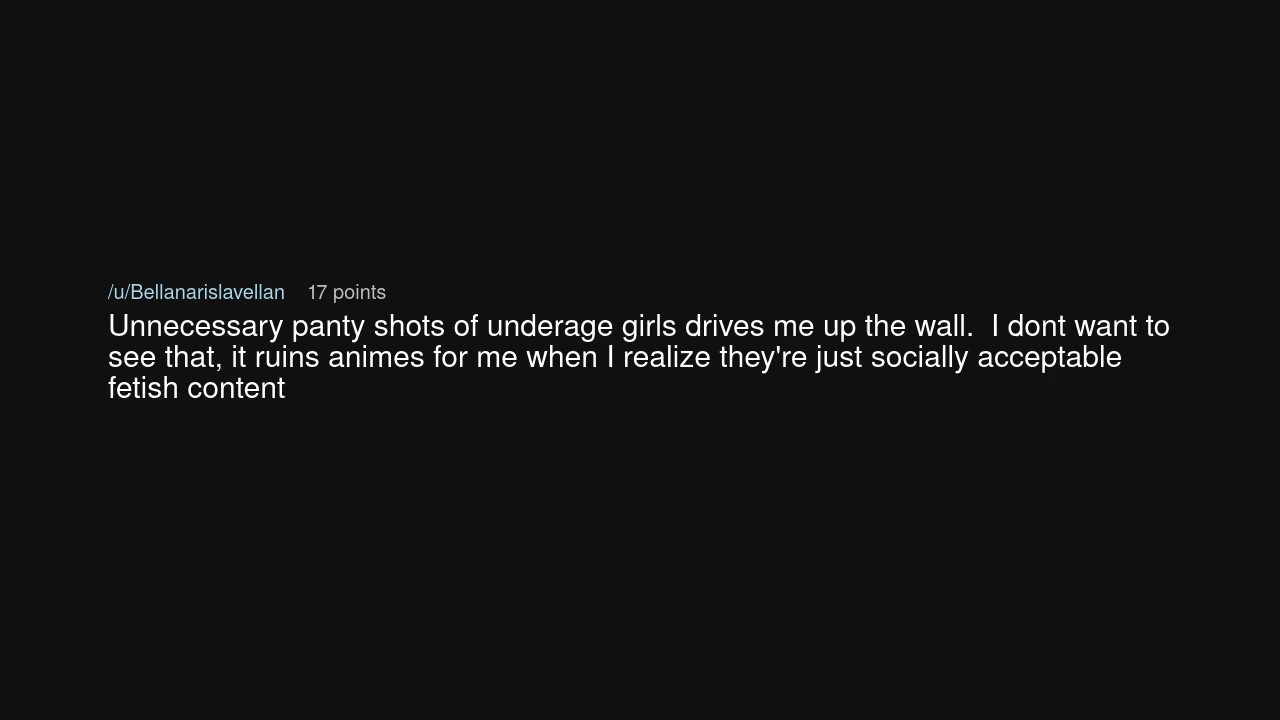 /u/Bellanarislavellan 17 points
Unnecessary panty shots of underage girls drives me up the wall.  I dont want to
see that, it ruins animes for me when I realize they're just socially acceptable
fetish content